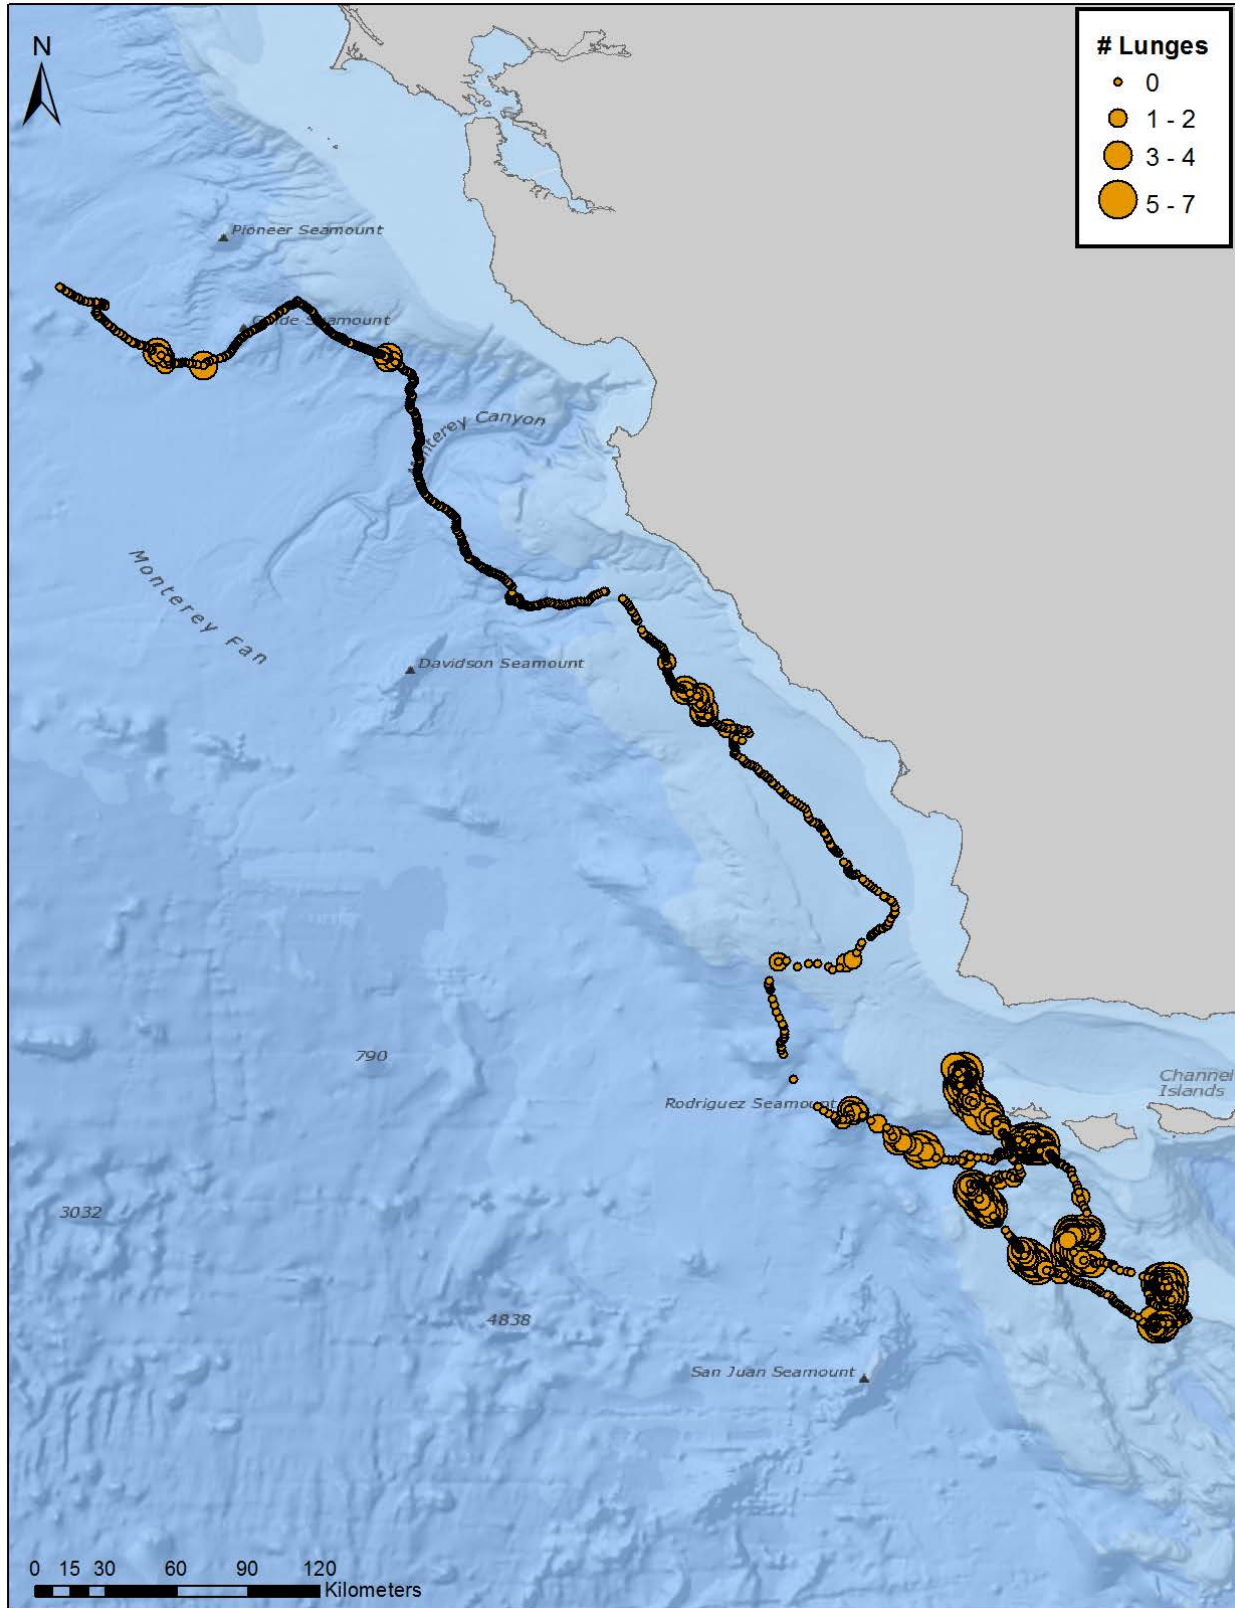 N
# Lunges
0
1 - 2
3 - 4
5 - 7
Pioneer Seamount
Seamount
Canyon
Monterey Fan
Davidson Seamount
790
Channel
Islands
Rodriguez Seamount
3032
4838
San Juan Seamount
0 15 30 60 90 120
Kilometers